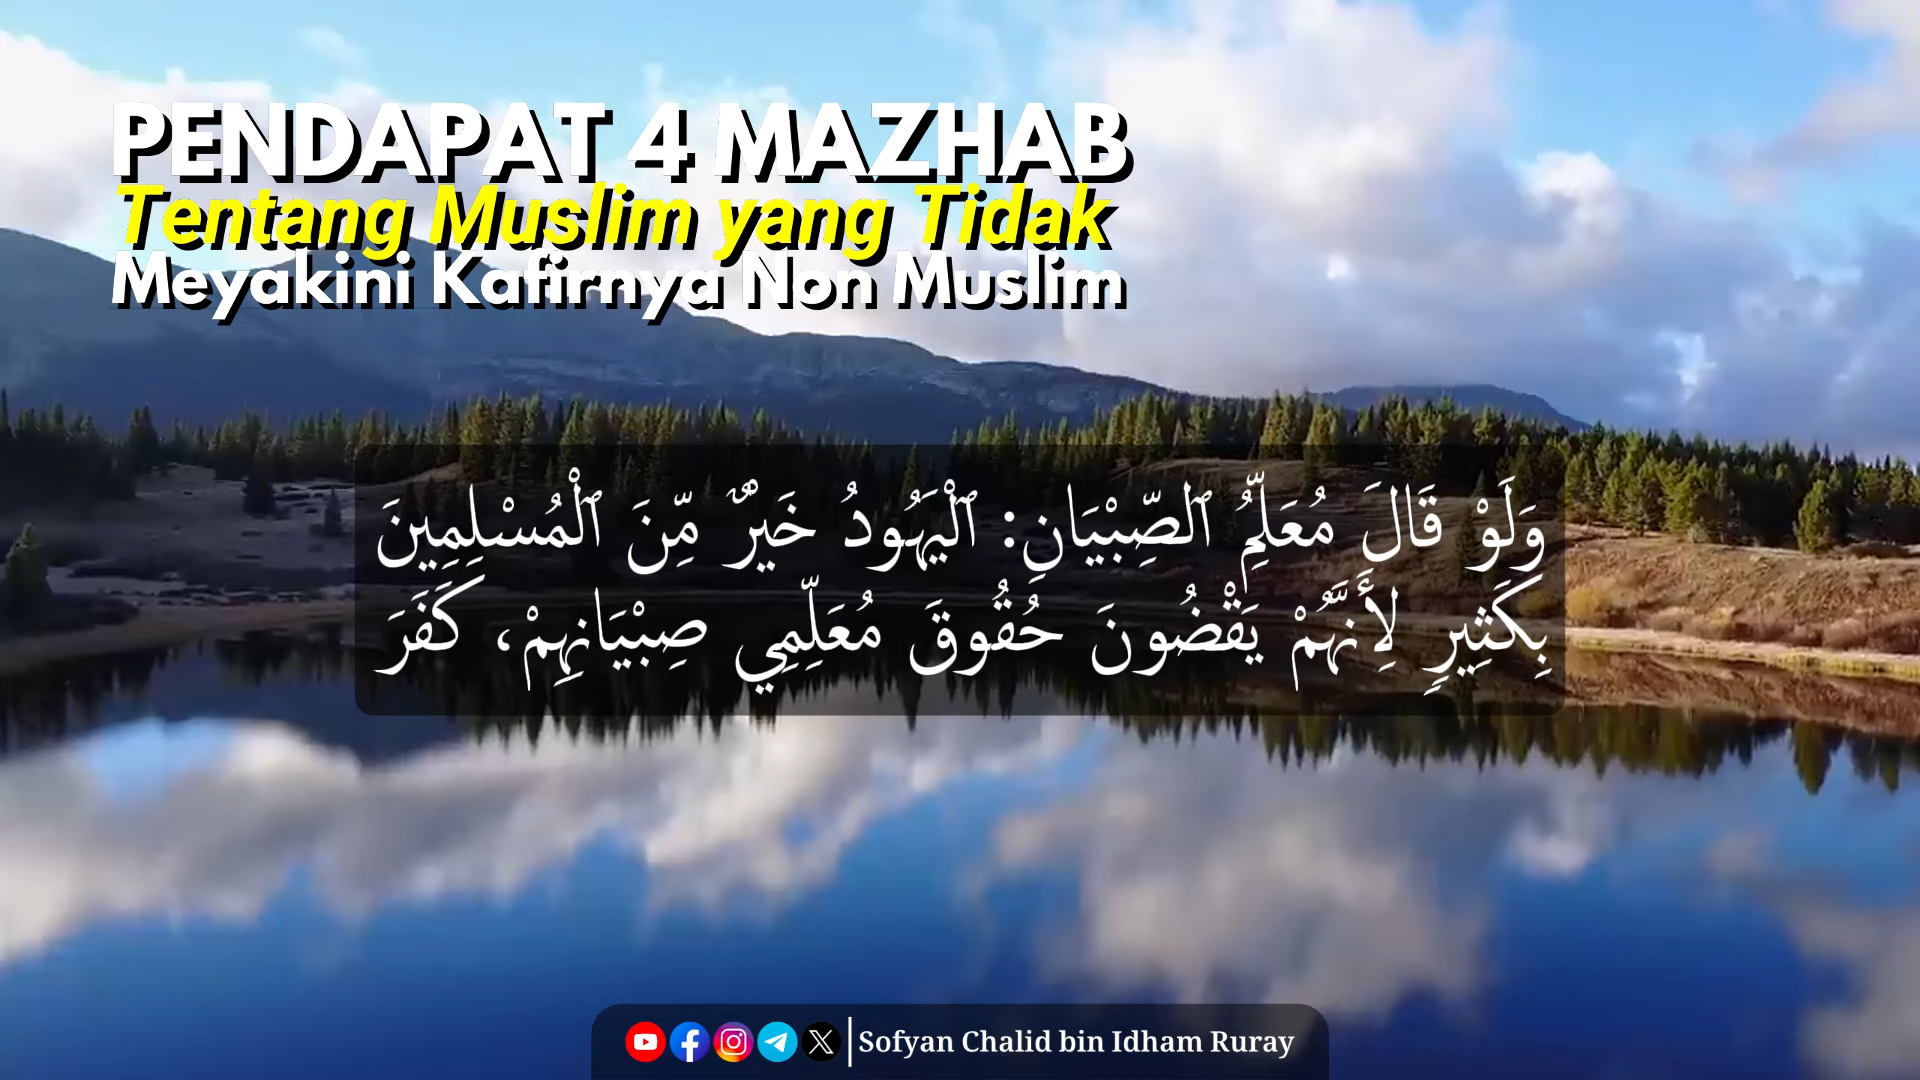 PENDAPAT 4 MAZHAB
Tentang Muslim yang Tidak
Meyakini Kafirnya Non Muslim
وَلَوْ قَالَ مُعَلِّمُ ٱلصِّبْيَانِ: ٱلْيَهُودُ خَيْرٌ مِّنَ ٱلْمُسْلِمِينَ
بِكَثِيرٍ لِأَنَّهُمْ يَقْضُونَ حُقُوقَ مُعَلِّمِي صِبْيَانِهِمْ، كَفَرَ
Sofyan Chalid bin Idham Ruray